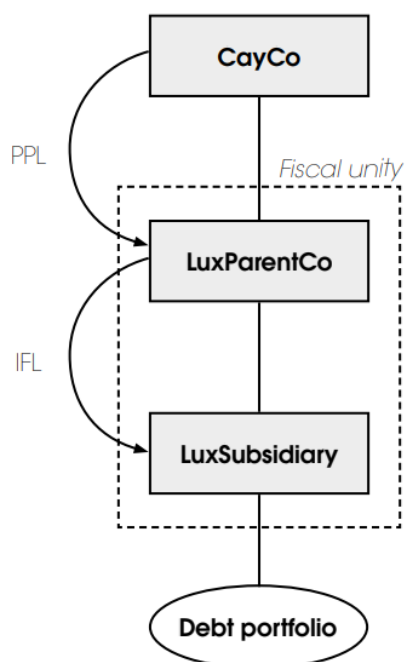 CayCo
PPL
Fiscal unity
LuxParentCo
IFL
LuxSubsidiary
Debt portfolio